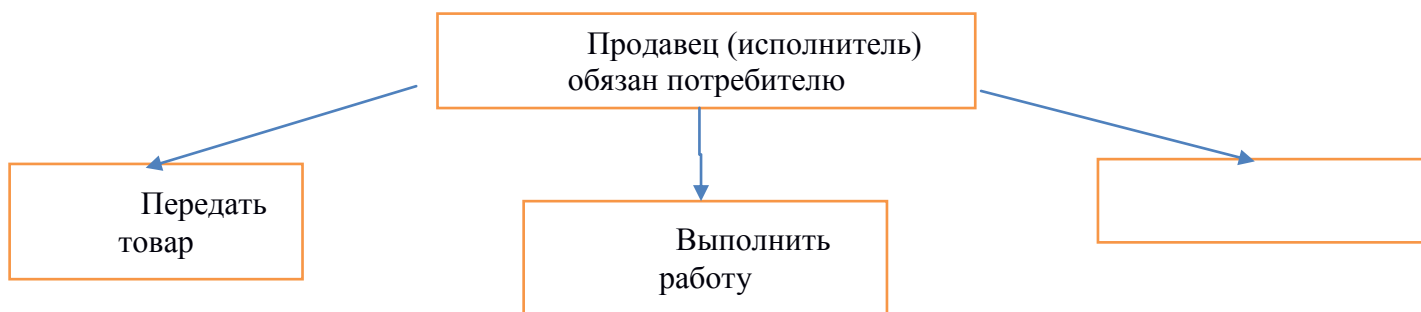 Продавец (исполнитель)
обязан потребителю
Передать
товар
Выполнить
работу